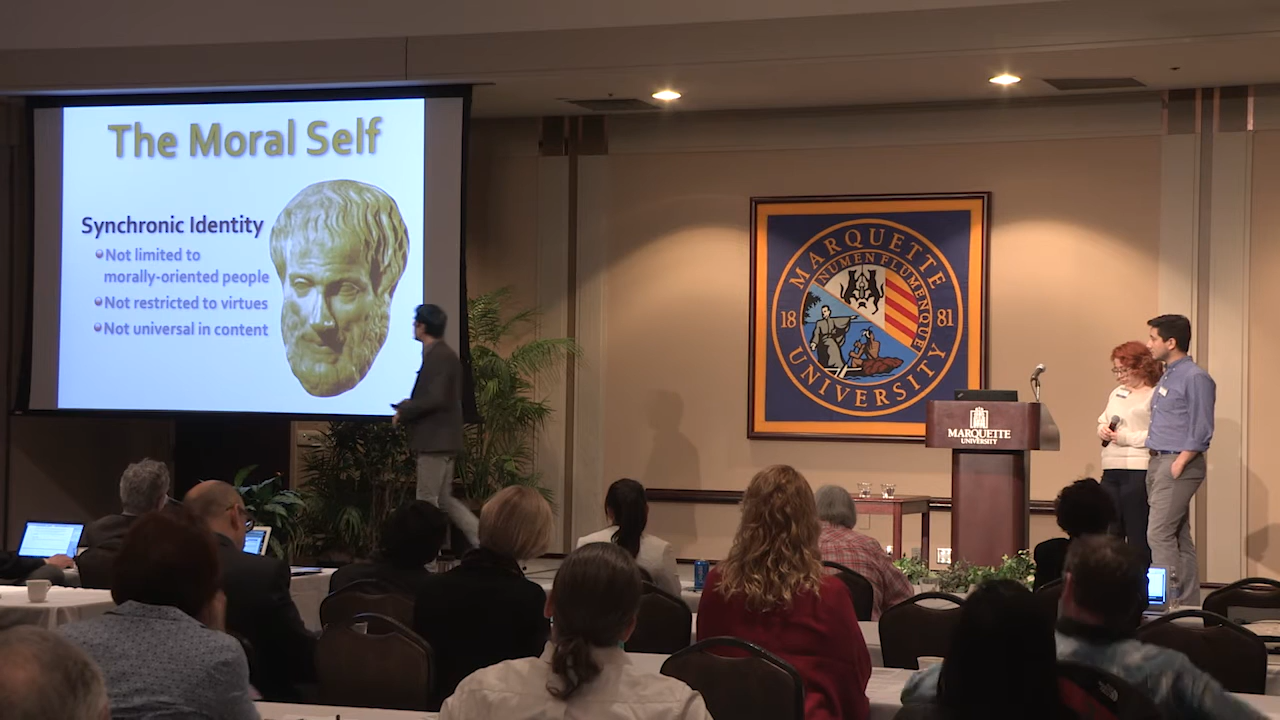 The Moral Self
Synchronic Identity
Not limited to
morally-oriented people
Not restricted to virtues
Not universal in content
MARQUETTE
NUMEN FLUMENQUE
18 81
UNIVERSITY
MARQUETTE
UNIVERSITY